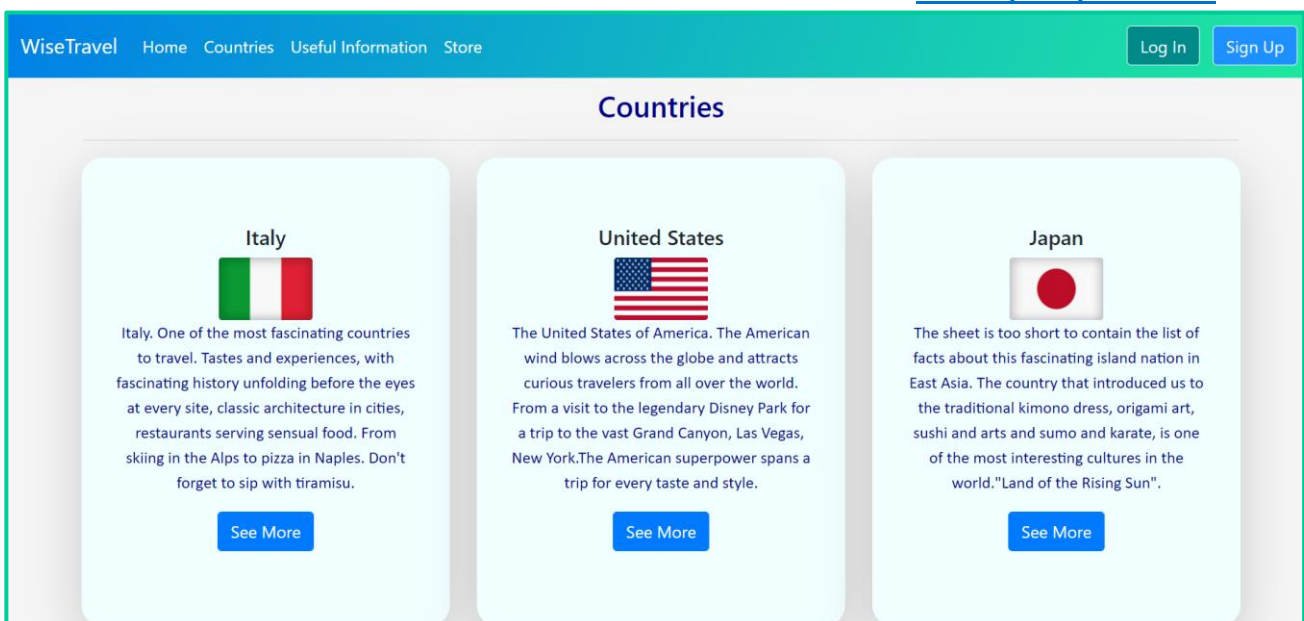 WiseTravel Home Countries Useful Information Store Log In Sign Up
Countries
Italy
Italy. One of the most fascinating countries
to travel. Tastes and experiences, with
fascinating history unfolding before the eyes
at every site, classic architecture in cities,
restaurants serving sensual food. From
skiing in the Alps to pizza in Naples. Don't
forget to sip with tiramisu.
See More
United States
The United States of America. The American
wind blows across the globe and attracts
curious travelers from all over the world.
From a visit to the legendary Disney Park for
a trip to the vast Grand Canyon, Las Vegas,
New York.The American superpower spans a
trip for every taste and style.
See More
Japan
The sheet is too short to contain the list of
facts about this fascinating island nation in
East Asia. The country that introduced us to
the traditional kimono dress, origami art,
sushi and arts and sumo and karate, is one
of the most interesting cultures in the
world."Land of the Rising Sun".
See More